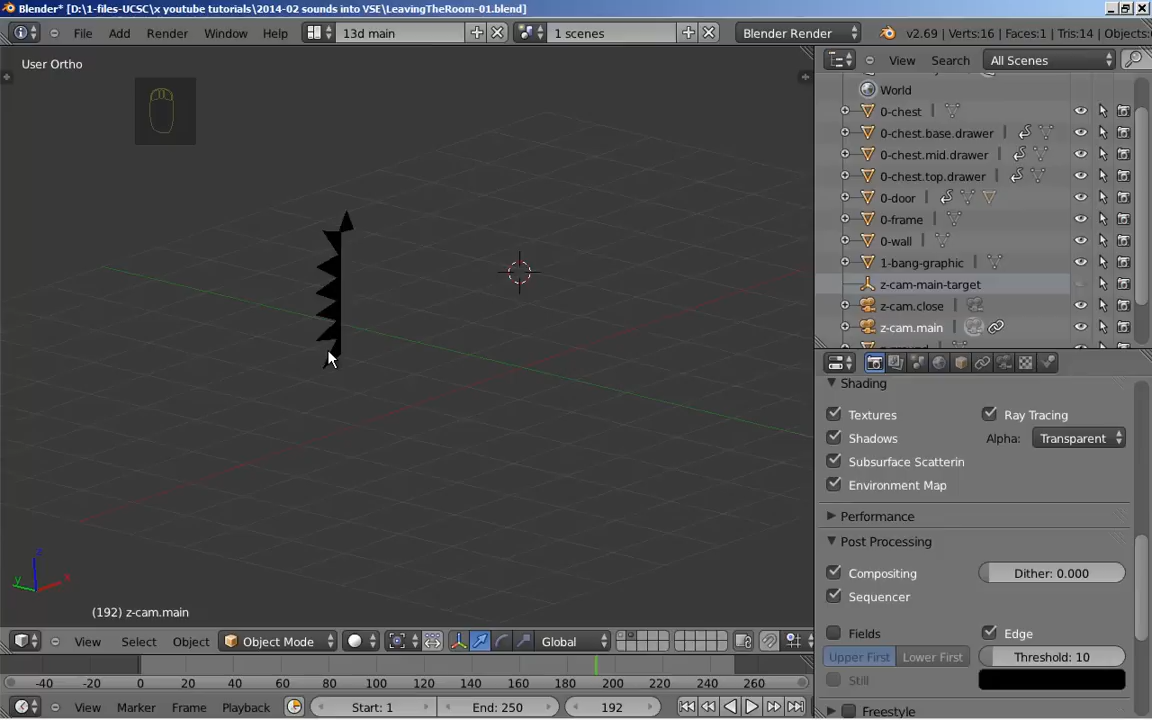 Blender* [D:\1-files-UCSC\x youtube tutorials\2014-02 sounds into VSE\LeavingTheRoom-01.blend]
File Add Render Window Help 13d main 1 scenes Blender Render v2.69 | Verts:16 | Faces:1 | Tris:14 | Objects:
User Ortho
View Search All Scenes
World
0-chest
0-chest.base.drawer
0-chest.mid.drawer
0-chest.top.drawer
0-door
0-frame
0-wall
1-bang-graphic
z-cam-main-target
z-cam.close
z-cam.main
Shading
Textures Ray Tracing
Shadows Alpha: Transparent
Subsurface Scatterin
Environment Map
Performance
Post Processing
Compositing Dither: 0.000
Sequencer
Fields Edge
Upper First Lower First Threshold: 10
Still
Freestyle
z
y x
(192) z-cam.main
View Select Object Object Mode Global
-40 -20 0 20 40 60 80 100 120 140 160 180 200 220 240 260
View Marker Frame Playback Start: 1 End: 250 192